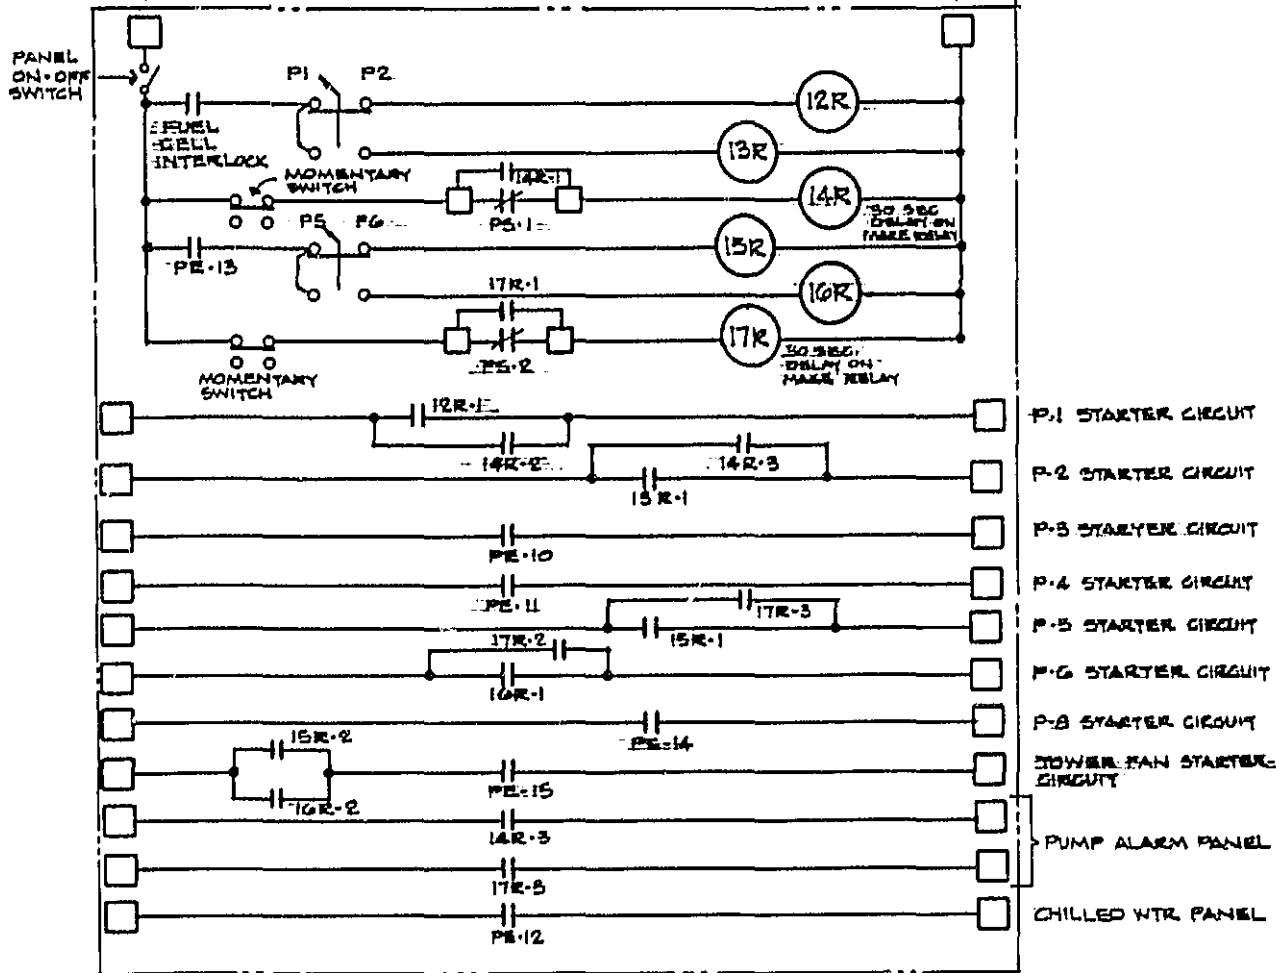 PANEL
ON-OFF
SWITCH
P1
P2
12R
FUEL
CELL
INTERLOCK
13R
MOMENTARY
SWITCH
14R-1
PS-1
14R
30 SEC
DELAY ON
MAKE RELAY
P5
P6
PE-13
15R
16R
17R-1
PS-2
17R
30 SEC.
DELAY ON
MAKE RELAY
MOMENTARY
SWITCH
12R-1
14R-2
P-1 STARTER CIRCUIT
14R-3
13R-1
P-2 STARTER CIRCUIT
PE-10
P-3 STARTER CIRCUIT
PE-11
P-4 STARTER CIRCUIT
17R-3
15R-1
P-5 STARTER CIRCUIT
17R-2
16R-1
P-6 STARTER CIRCUIT
PE-14
P-8 STARTER CIRCUIT
15R-2
16R-2
PE-15
TOWER FAN STARTER
CIRCUIT
14R-3
17R-3
PUMP ALARM PANEL
PE-12
CHILLED WTR PANEL